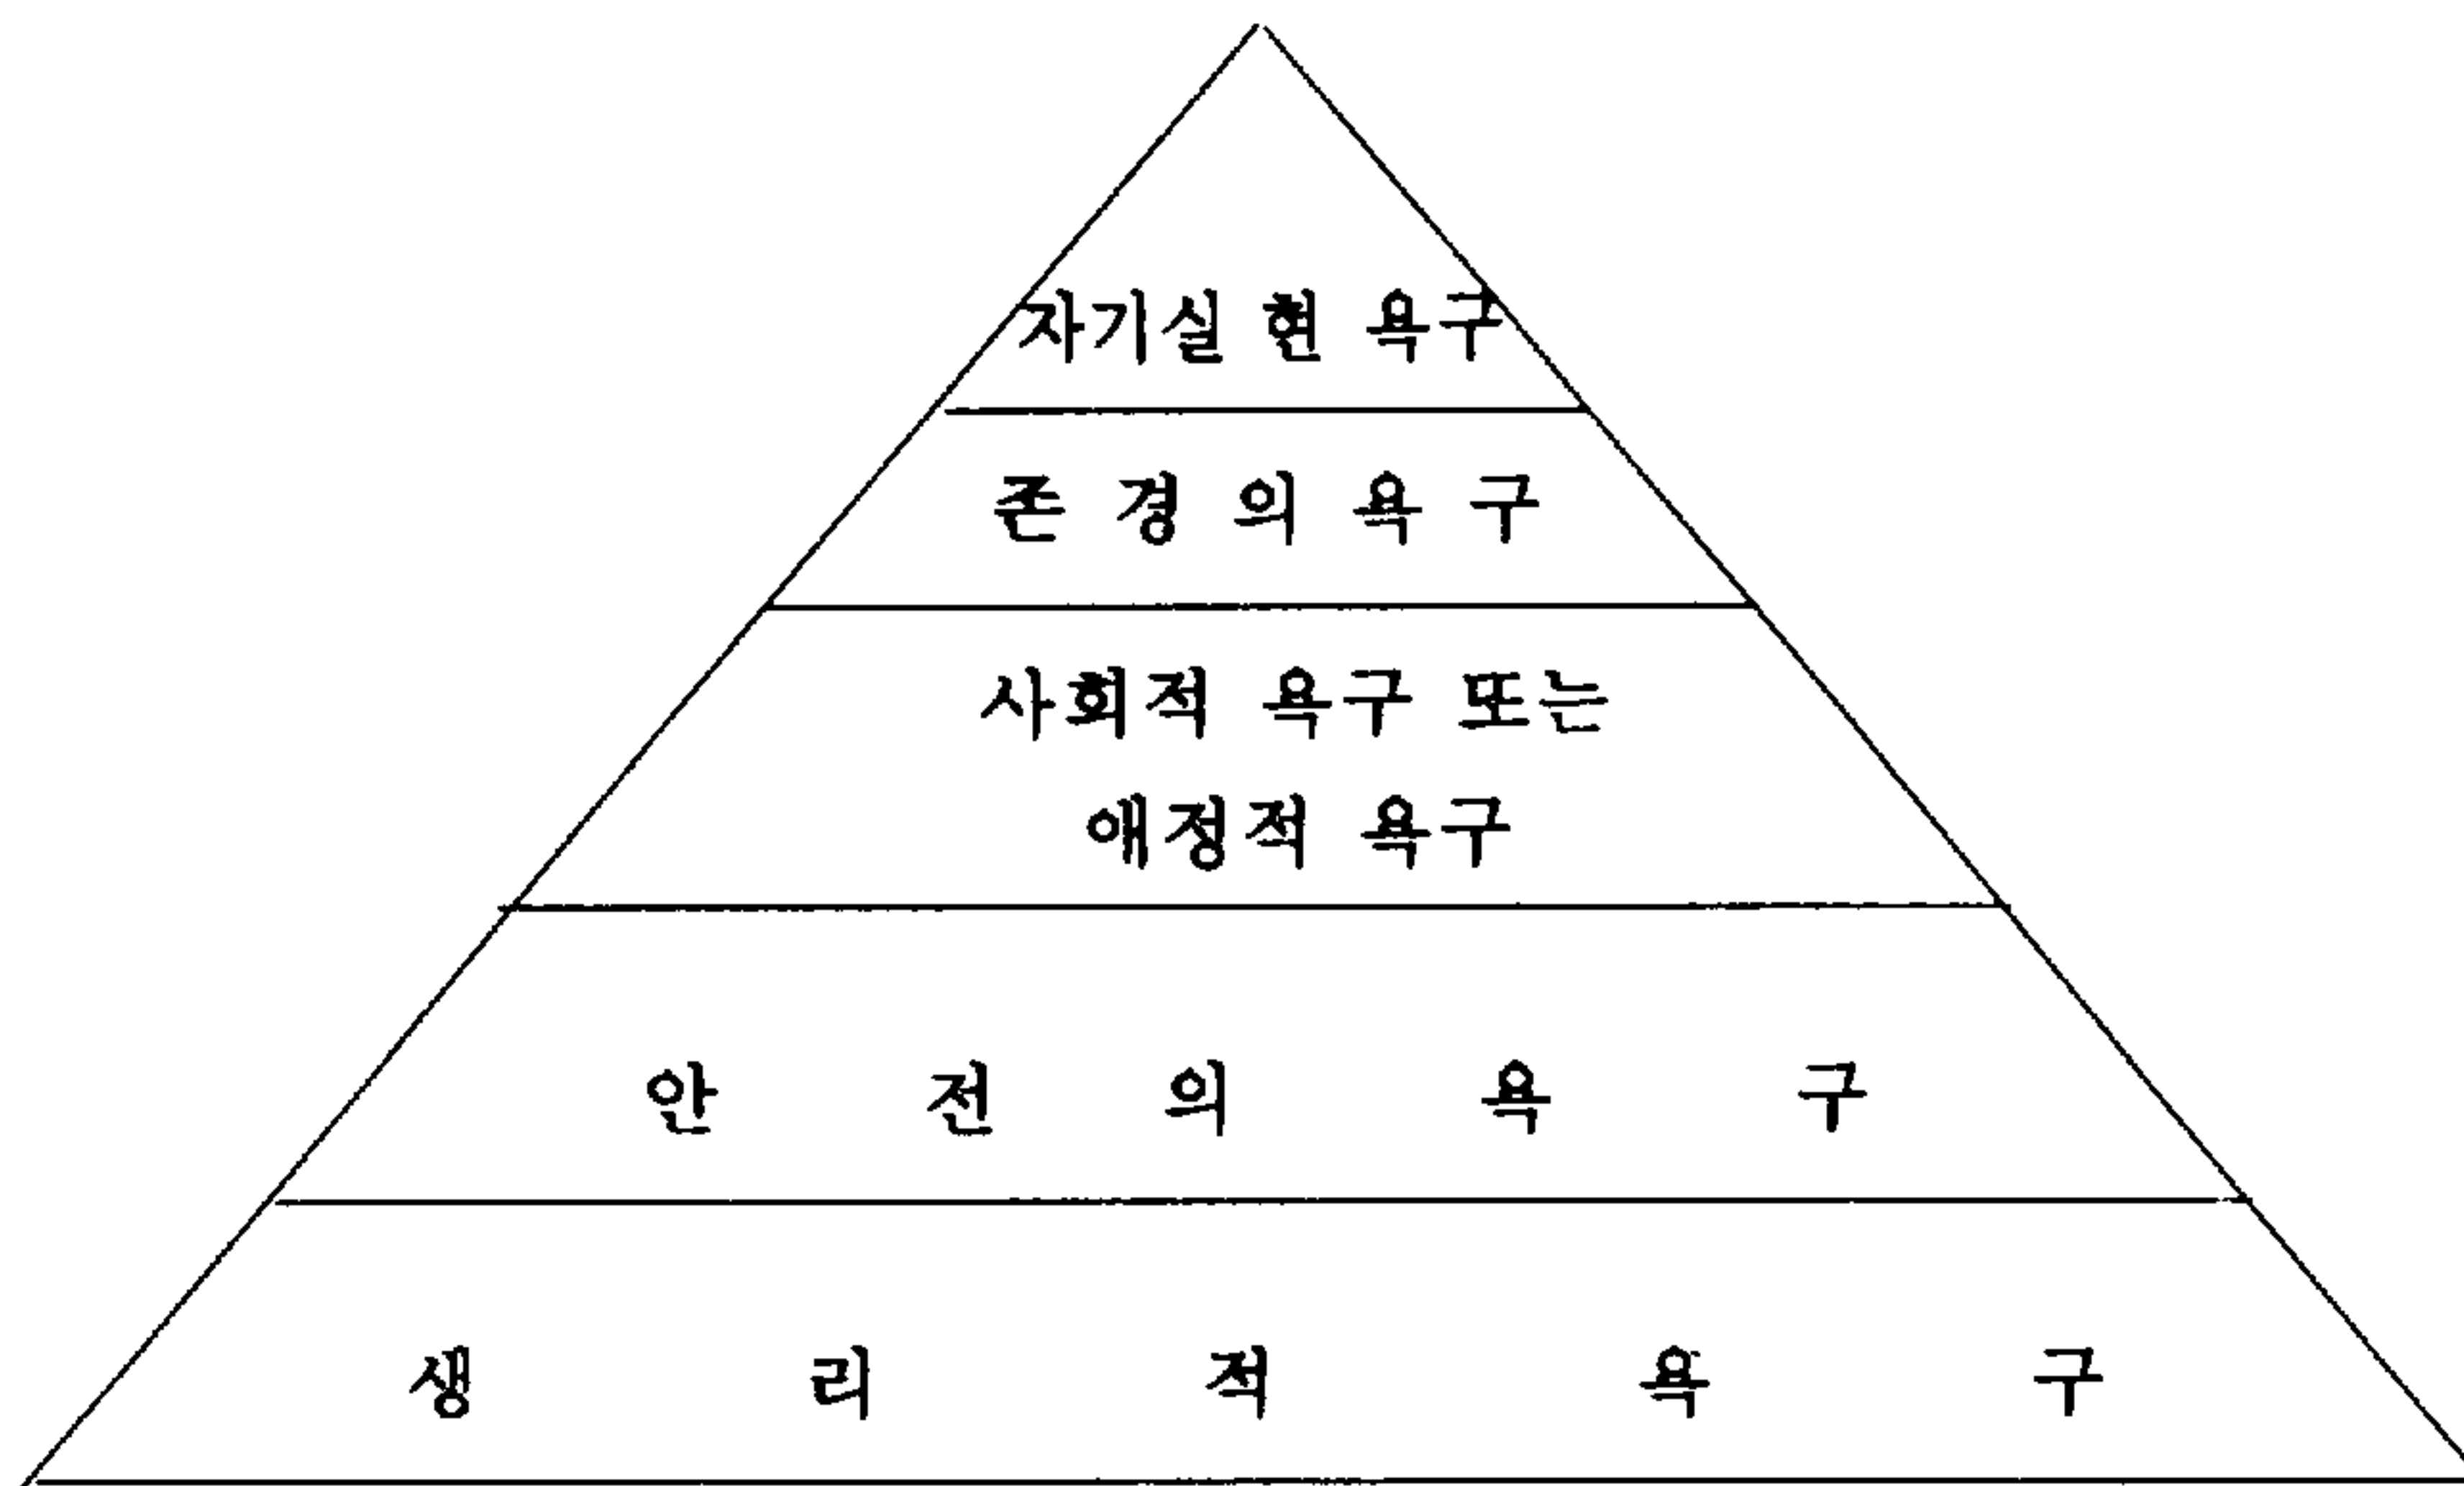 자기실현 욕구
존경의 욕구
사회적 욕구 또는
애정적 욕구
안전의 욕구
생리적 욕구